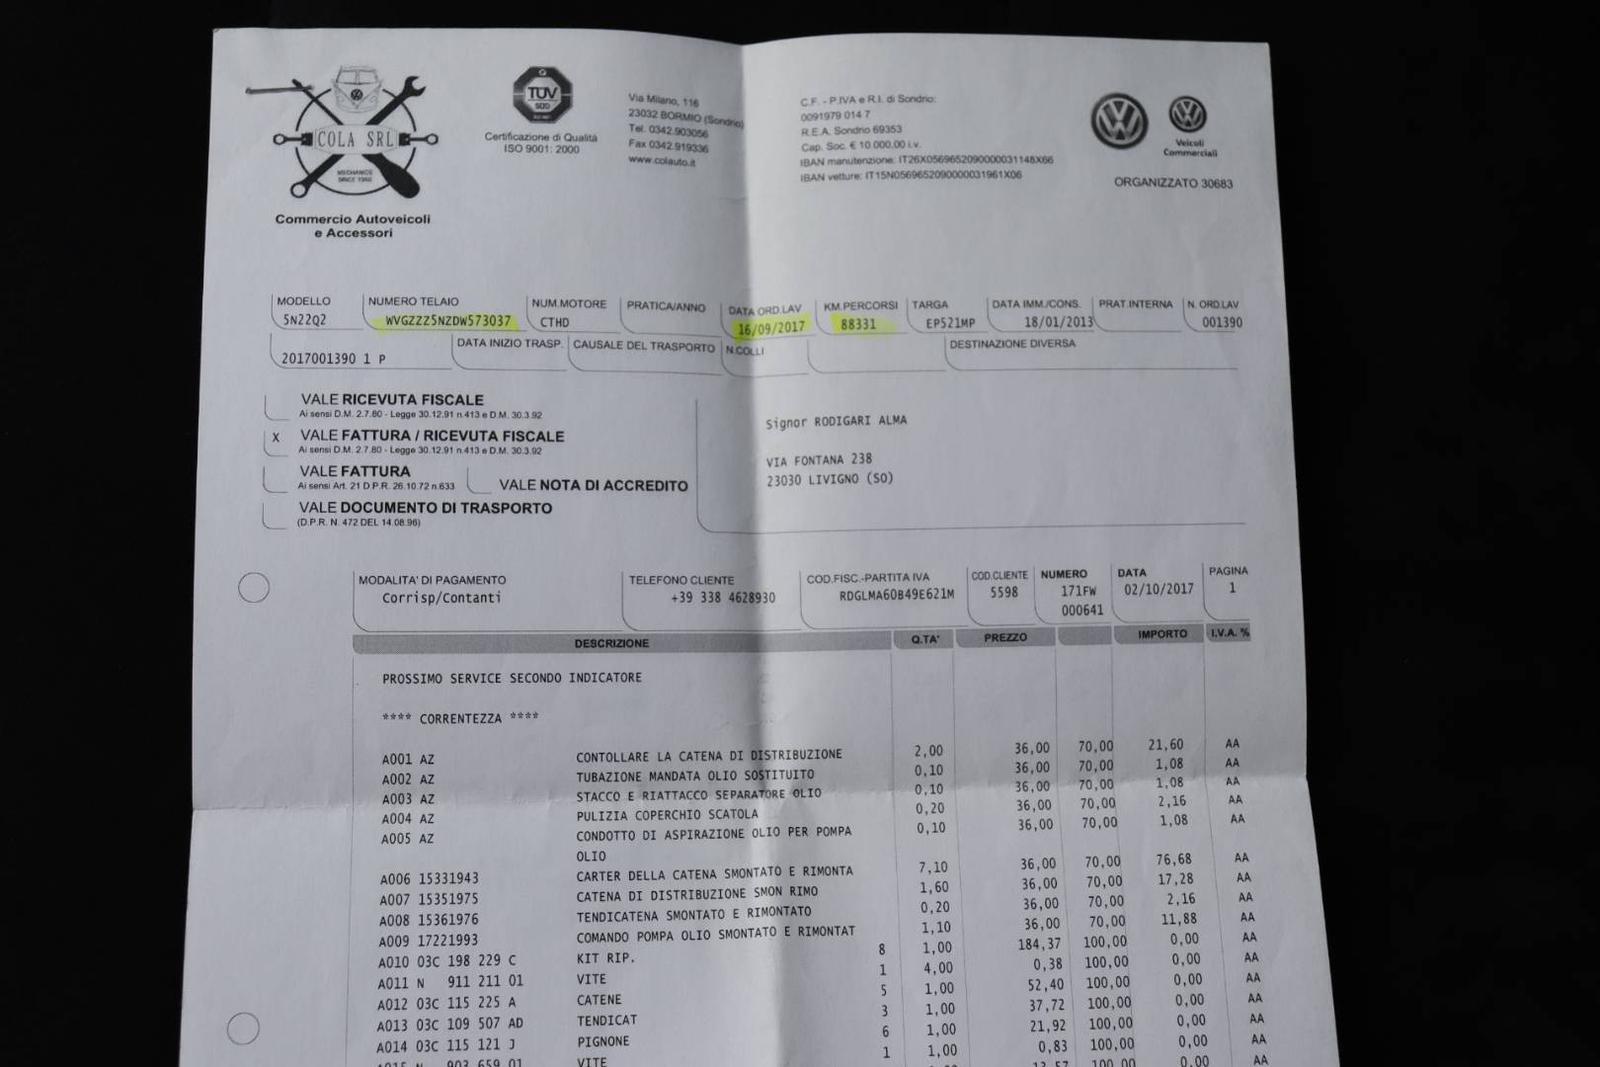 COLA SRL
MECHANICS
SINCE 1960
Commercio Autoveicoli
e Accessori
TÜV
SÜD
Certificazione di Qualità
ISO 9001: 2000
Via Milano, 116
23032 BORMIO (Sondrio)
Tel. 0342.903056
Fax 0342.919336
www.colauto.it
C.F. - P.IVA e R.I. di Sondrio:
0091979 014 7
R.E.A. Sondrio 69353
Cap. Soc. € 10.000.00 i.v.
IBAN manutenzione: IT26X0569652090000031148X66
IBAN vetture: IT15N0569652090000031961X06
Veicoli
Commerciali
ORGANIZZATO 30683
MODELLO NUMERO TELAIO NUM.MOTORE PRATICA/ANNO DATA ORD.LAV KM.PERCORSI TARGA DATA IMM./CONS. PRAT.INTERNA N. ORD.LAV
5N22Q2 WVGZZZ5NZDW573037 CTHD 16/09/2017 88331 EP521MP 18/01/2013 001390
DATA INIZIO TRASP. CAUSALE DEL TRASPORTO N.COLLI DESTINAZIONE DIVERSA
2017001390 1 P
VALE RICEVUTA FISCALE
Ai sensi D.M. 2.7.80 - Legge 30.12.91 n.413 e D.M. 30.3.92
X VALE FATTURA / RICEVUTA FISCALE
Ai sensi D.M. 2.7.80 - Legge 30.12.91 n.413 e D.M. 30.3.92
VALE FATTURA
Ai sensi Art. 21 D.P.R. 26.10.72 n.633
VALE NOTA DI ACCREDITO
VALE DOCUMENTO DI TRASPORTO
(D.P.R. N. 472 DEL 14.08.96)
Signor RODIGARI ALMA
VIA FONTANA 238
23030 LIVIGNO (SO)
MODALITA' DI PAGAMENTO TELEFONO CLIENTE COD.FISC.-PARTITA IVA COD.CLIENTE NUMERO DATA PAGINA
Corrisp/Contanti +39 338 4628930 RDGLMA60B49E621M 5598 171FW 02/10/2017 1
000641
DESCRIZIONE Q.TA' PREZZO IMPORTO I.V.A. %
PROSSIMO SERVICE SECONDO INDICATORE
**** CORRENTEZZA ****
A001 AZ CONTOLLARE LA CATENA DI DISTRIBUZIONE 2,00 36,00 70,00 21,60 AA
A002 AZ TUBAZIONE MANDATA OLIO SOSTITUITO 0,10 36,00 70,00 1,08 AA
A003 AZ STACCO E RIATTACCO SEPARATORE OLIO 0,10 36,00 70,00 1,08 AA
A004 AZ PULIZIA COPERCHIO SCATOLA 0,20 36,00 70,00 2,16 AA
A005 AZ CONDOTTO DI ASPIRAZIONE OLIO PER POMPA 0,10 36,00 70,00 1,08 AA
OLIO
A006 15331943 CARTER DELLA CATENA SMONTATO E RIMONTA 7,10 36,00 70,00 76,68 AA
A007 15351975 CATENA DI DISTRIBUZIONE SMON RIMO 1,60 36,00 70,00 17,28 AA
A008 15361976 TENDICATENA SMONTATO E RIMONTATO 0,20 36,00 70,00 2,16 AA
A009 17221993 COMANDO POMPA OLIO SMONTATO E RIMONTAT 1,10 36,00 70,00 11,88 AA
A010 03C 198 229 C KIT RIP. 8 1,00 184,37 100,00 0,00 AA
A011 N 911 211 01 VITE 1 4,00 0,38 100,00 0,00 AA
A012 03C 115 225 A CATENE 5 1,00 52,40 100,00 0,00 AA
A013 03C 109 507 AD TENDICAT 3 1,00 37,72 100,00 0,00 AA
A014 03C 115 121 J PIGNONE 6 1,00 21,92 100,00 0,00 AA
A015 N 903 659 01 VITE 1 1,00 0,83 100,00 0,00 AA
13,57 100,00 0,00 AA